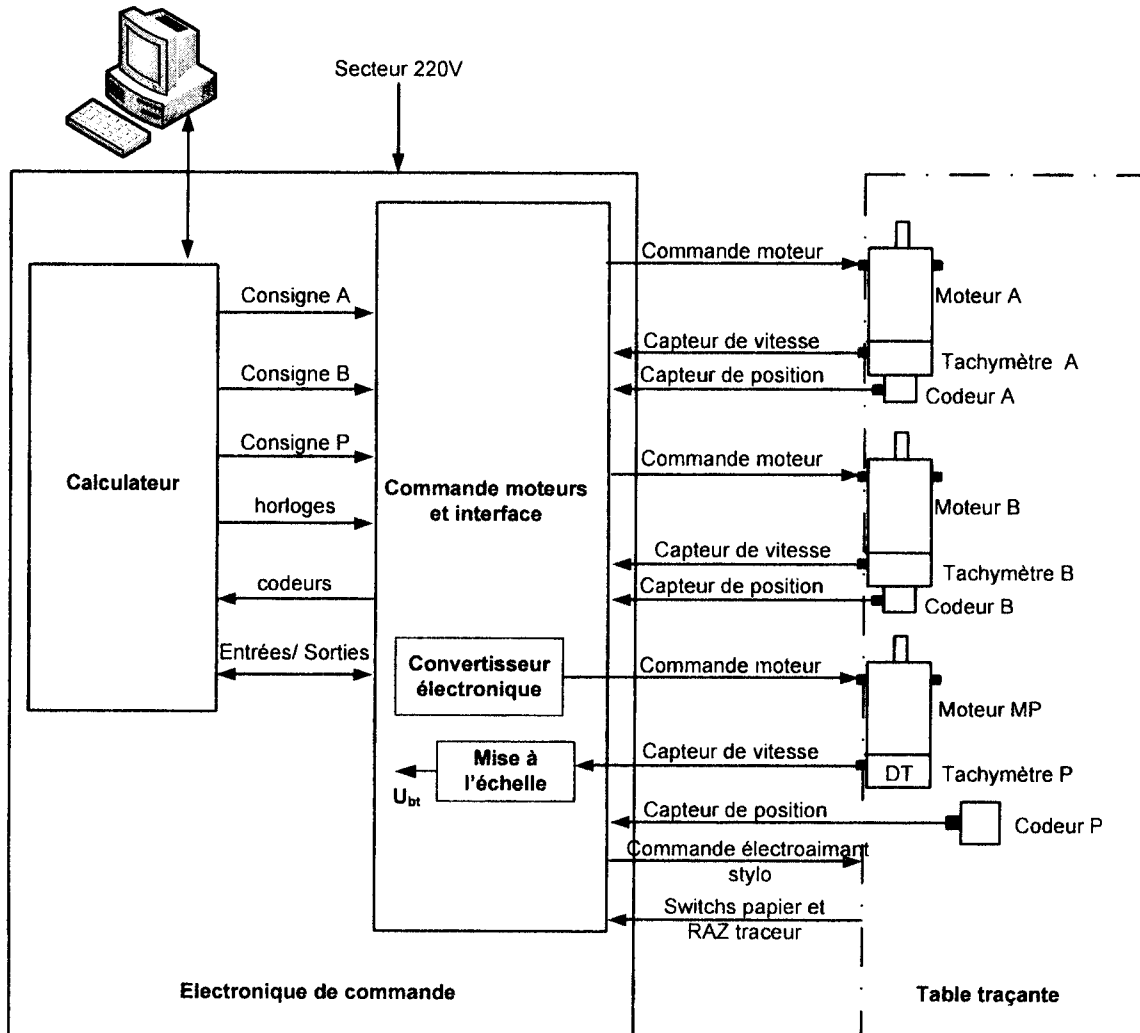 Secteur 220V
Commande moteur
Moteur A
Consigne A
Capteur de vitesse
Tachymètre A
Capteur de position
Codeur A
Consigne B
Consigne P
Commande moteur
Calculateur
Commande moteurs
et interface
Moteur B
horloges
Capteur de vitesse
Tachymètre B
codeurs
Capteur de position
Codeur B
Entrées/ Sorties
Convertisseur
électronique
Commande moteur
Moteur MP
Mise à
l'échelle
Capteur de vitesse
DT
Tachymètre P
Ubt
Capteur de position
Codeur P
Commande électroaimant
stylo
Switchs papier et
RAZ traceur
Electronique de commande
Table traçante